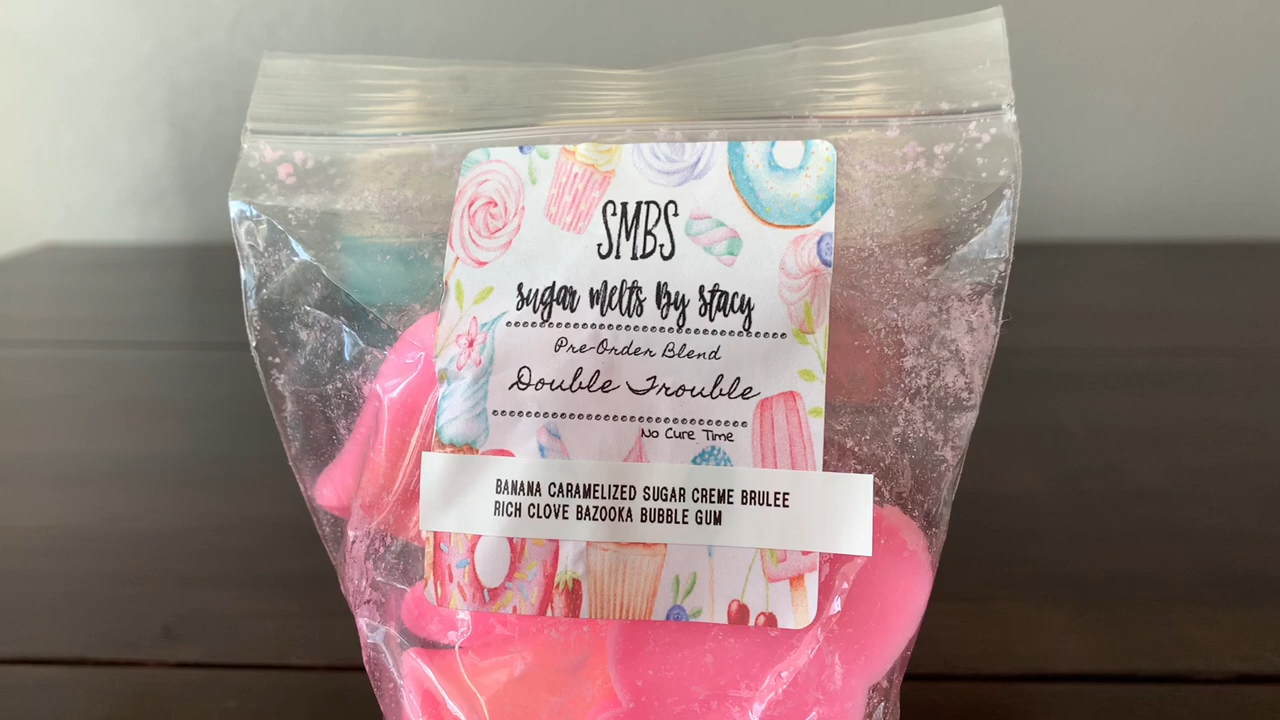 SMBS
Sugar Melts By Stacy
Pre-Order Blend
Double Trouble
No Cure Time
BANANA CARAMELIZED SUGAR CREME BRULEE
RICH CLOVE BAZOOKA BUBBLE GUM